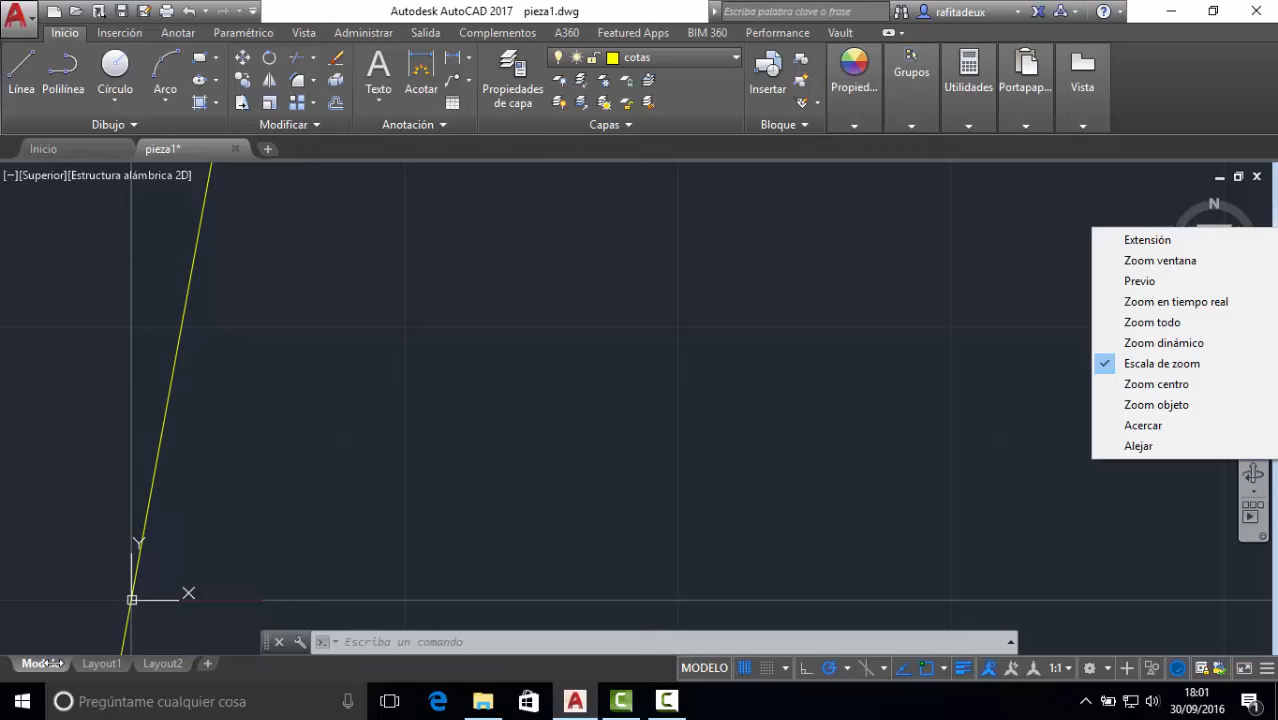 Autodesk AutoCAD 2017 pieza1.dwg
Escriba palabra clave o frase
rafitadeux
Inicio Inserción Anotar Paramétrico Vista Administrar Salida Complementos A360 Featured Apps BIM 360 Performance Vault
cotas
Línea Polilínea Círculo Arco
Texto Acotar
Propiedades de capa
Insertar
Propied... Grupos Utilidades Portapap... Vista
Dibujo Modificar Anotación Capas Bloque
Inicio pieza1*
[−][Superior][Estructura alámbrica 2D]
N
Extensión
Zoom ventana
Previo
Zoom en tiempo real
Zoom todo
Zoom dinámico
Escala de zoom
Zoom centro
Zoom objeto
Acercar
Alejar
Y
X
Escriba un comando
Layout1 Layout2
MODELO 1:1
Pregúntame cualquier cosa
18:01
30/09/2016